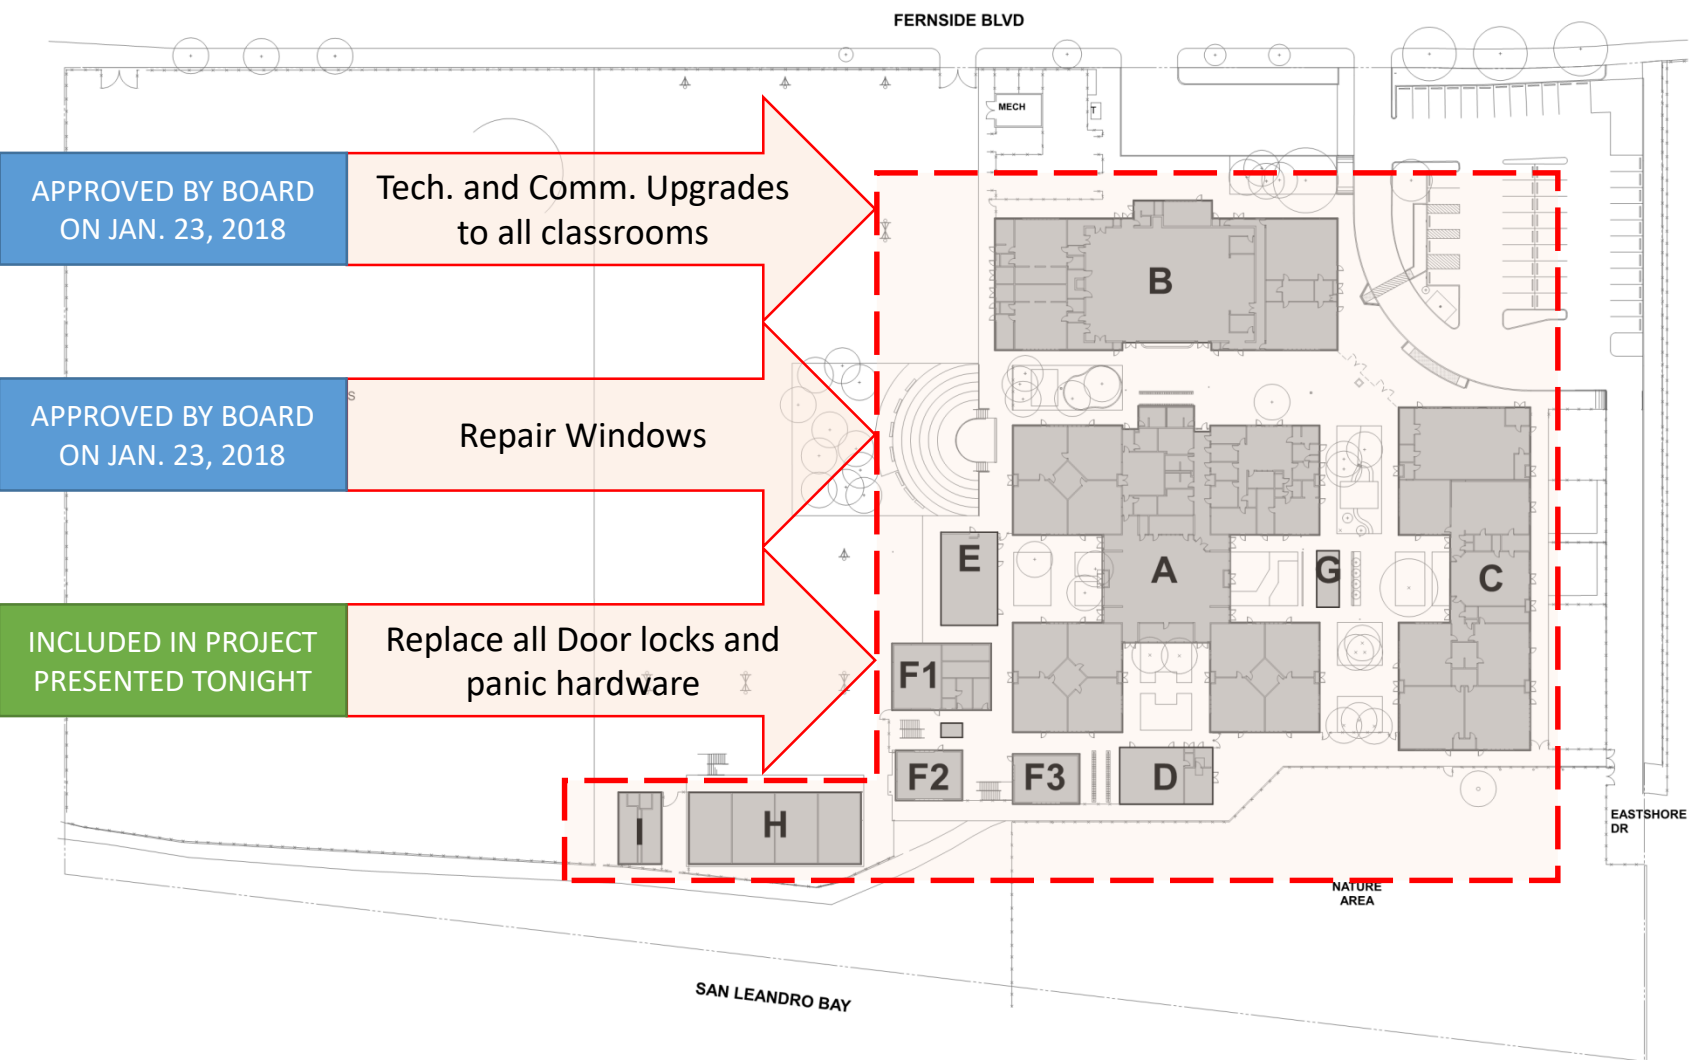 FERNSIDE BLVD
MECH
T
APPROVED BY BOARD
ON JAN. 23, 2018
Tech. and Comm. Upgrades
to all classrooms
B
APPROVED BY BOARD
ON JAN. 23, 2018
S
Repair Windows
E
A
G
C
INCLUDED IN PROJECT
PRESENTED TONIGHT
Replace all Door locks and
panic hardware
F1
F2
F3
D
I
H
EASTSHORE
DR
NATURE
AREA
SAN LEANDRO BAY